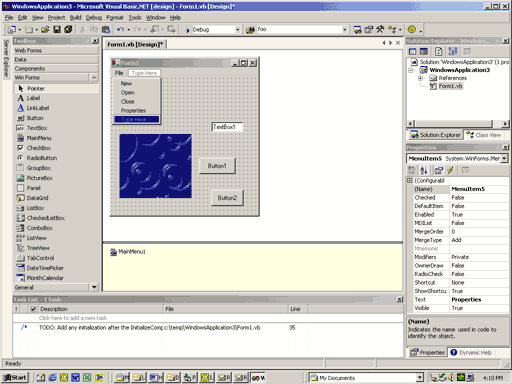 WindowsApplication3 - Microsoft Visual Basic.NET [design] - Form1.vb [Design]*
File Edit View Project Build Debug Format Tools Window Help
Debug
foo
Server Explorer
Toolbox
Web Forms
Data
Components
Win Forms
Pointer
Label
LinkLabel
Button
TextBox
MainMenu
CheckBox
RadioButton
GroupBox
PictureBox
Panel
DataGrid
ListBox
CheckedListBox
ComboBox
ListView
TreeView
TabControl
DateTimePicker
MonthCalendar
General
Form1.vb [Design]*
Form1
File Type Here
New
Open
Close
Properties
Type Here
TextBox1
Button1
Button2
MainMenu1
Solution Explorer - Windows...
Solution 'WindowsApplication3' (1 pro
WindowsApplication3
References
Form1.vb
Solution Explorer Class View
Properties
MenuItem5 System.WinForms.Men
(Configurabl
(Name) MenuItem5
Checked False
DefaultItem False
Enabled True
MDIList False
MergeOrder 0
MergeType Add
Mnemonic
Modifiers Private
OwnerDraw False
RadioCheck False
Shortcut None
ShowShortcu True
Text Properties
Visible True
(Name)
Indicates the name used in code to
identify the object.
Properties Dynamic Help
Task List - 1 Task
! Description File Line
Click here to add a new task
TODO: Add any initialization after the InitializeComp c:\temp\WindowsApplication3\Form1.vb 35
Ready
Start
My Documents
4:10 PM